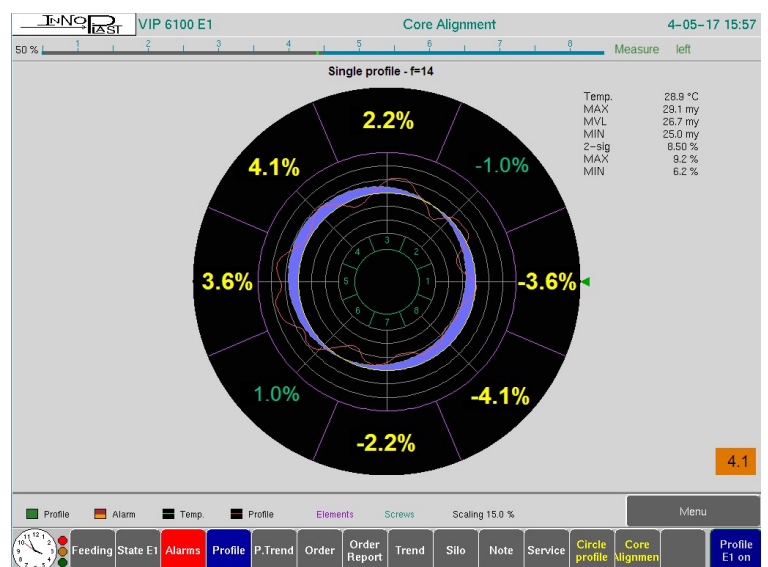 INNOPLAST VIP 6100 E1 Core Alignment 4-05-17 15:57
50 % 1 2 3 4 5 6 7 8 Measure left
Single profile - f=14
Temp. 28.9 °C
MAX 29.1 my
MVL 26.7 my
MIN 25.0 my
2-sig 8.50 %
MAX 9.2 %
MIN 6.2 %
2.2%
4.1% -1.0%
3.6% -3.6%
1.0% -4.1%
-2.2%
3
4 2
5 1
6 8
7
4.1
Profile Alarm Temp. Profile Elements Screws Scaling 15.0 % Menu
Feeding State E1 Alarms Profile P.Trend Order Order Report Trend Silo Note Service Circle profile Core Alignmen Profile E1 on